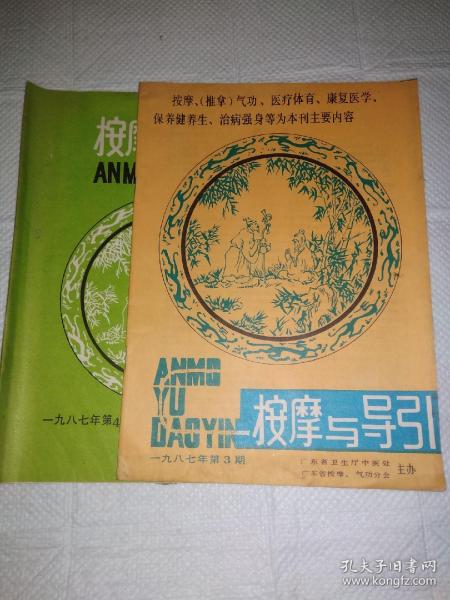 按摩、(推拿)气功、医疗体育、康复医学、
保养健养生、治病强身等为本刊主要内容
ANMO
YU
DAOYIN
按摩与导引
一九八七年第3期
广东省卫生厅中医处
广东省按摩、气功分会
主办
按
ANM
一九八七年第4
孔夫子旧书网
www.kongfz.com